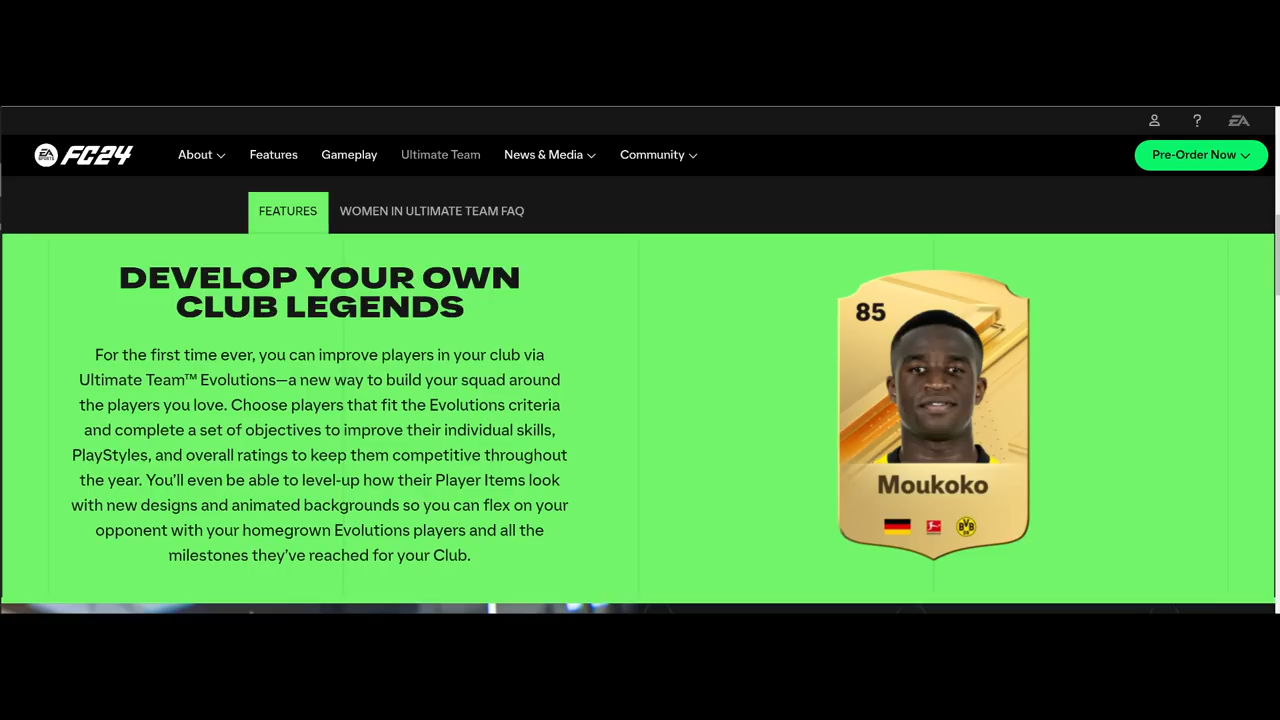 EA
EA SPORTS FC24
About
Features
Gameplay
Ultimate Team
News & Media
Community
Pre-Order Now
FEATURES
WOMEN IN ULTIMATE TEAM FAQ
DEVELOP YOUR OWN
CLUB LEGENDS
For the first time ever, you can improve players in your club via
Ultimate Team™ Evolutions—a new way to build your squad around
the players you love. Choose players that fit the Evolutions criteria
and complete a set of objectives to improve their individual skills,
PlayStyles, and overall ratings to keep them competitive throughout
the year. You’ll even be able to level-up how their Player Items look
with new designs and animated backgrounds so you can flex on your
opponent with your homegrown Evolutions players and all the
milestones they’ve reached for your Club.
85
Moukoko
BVB
09